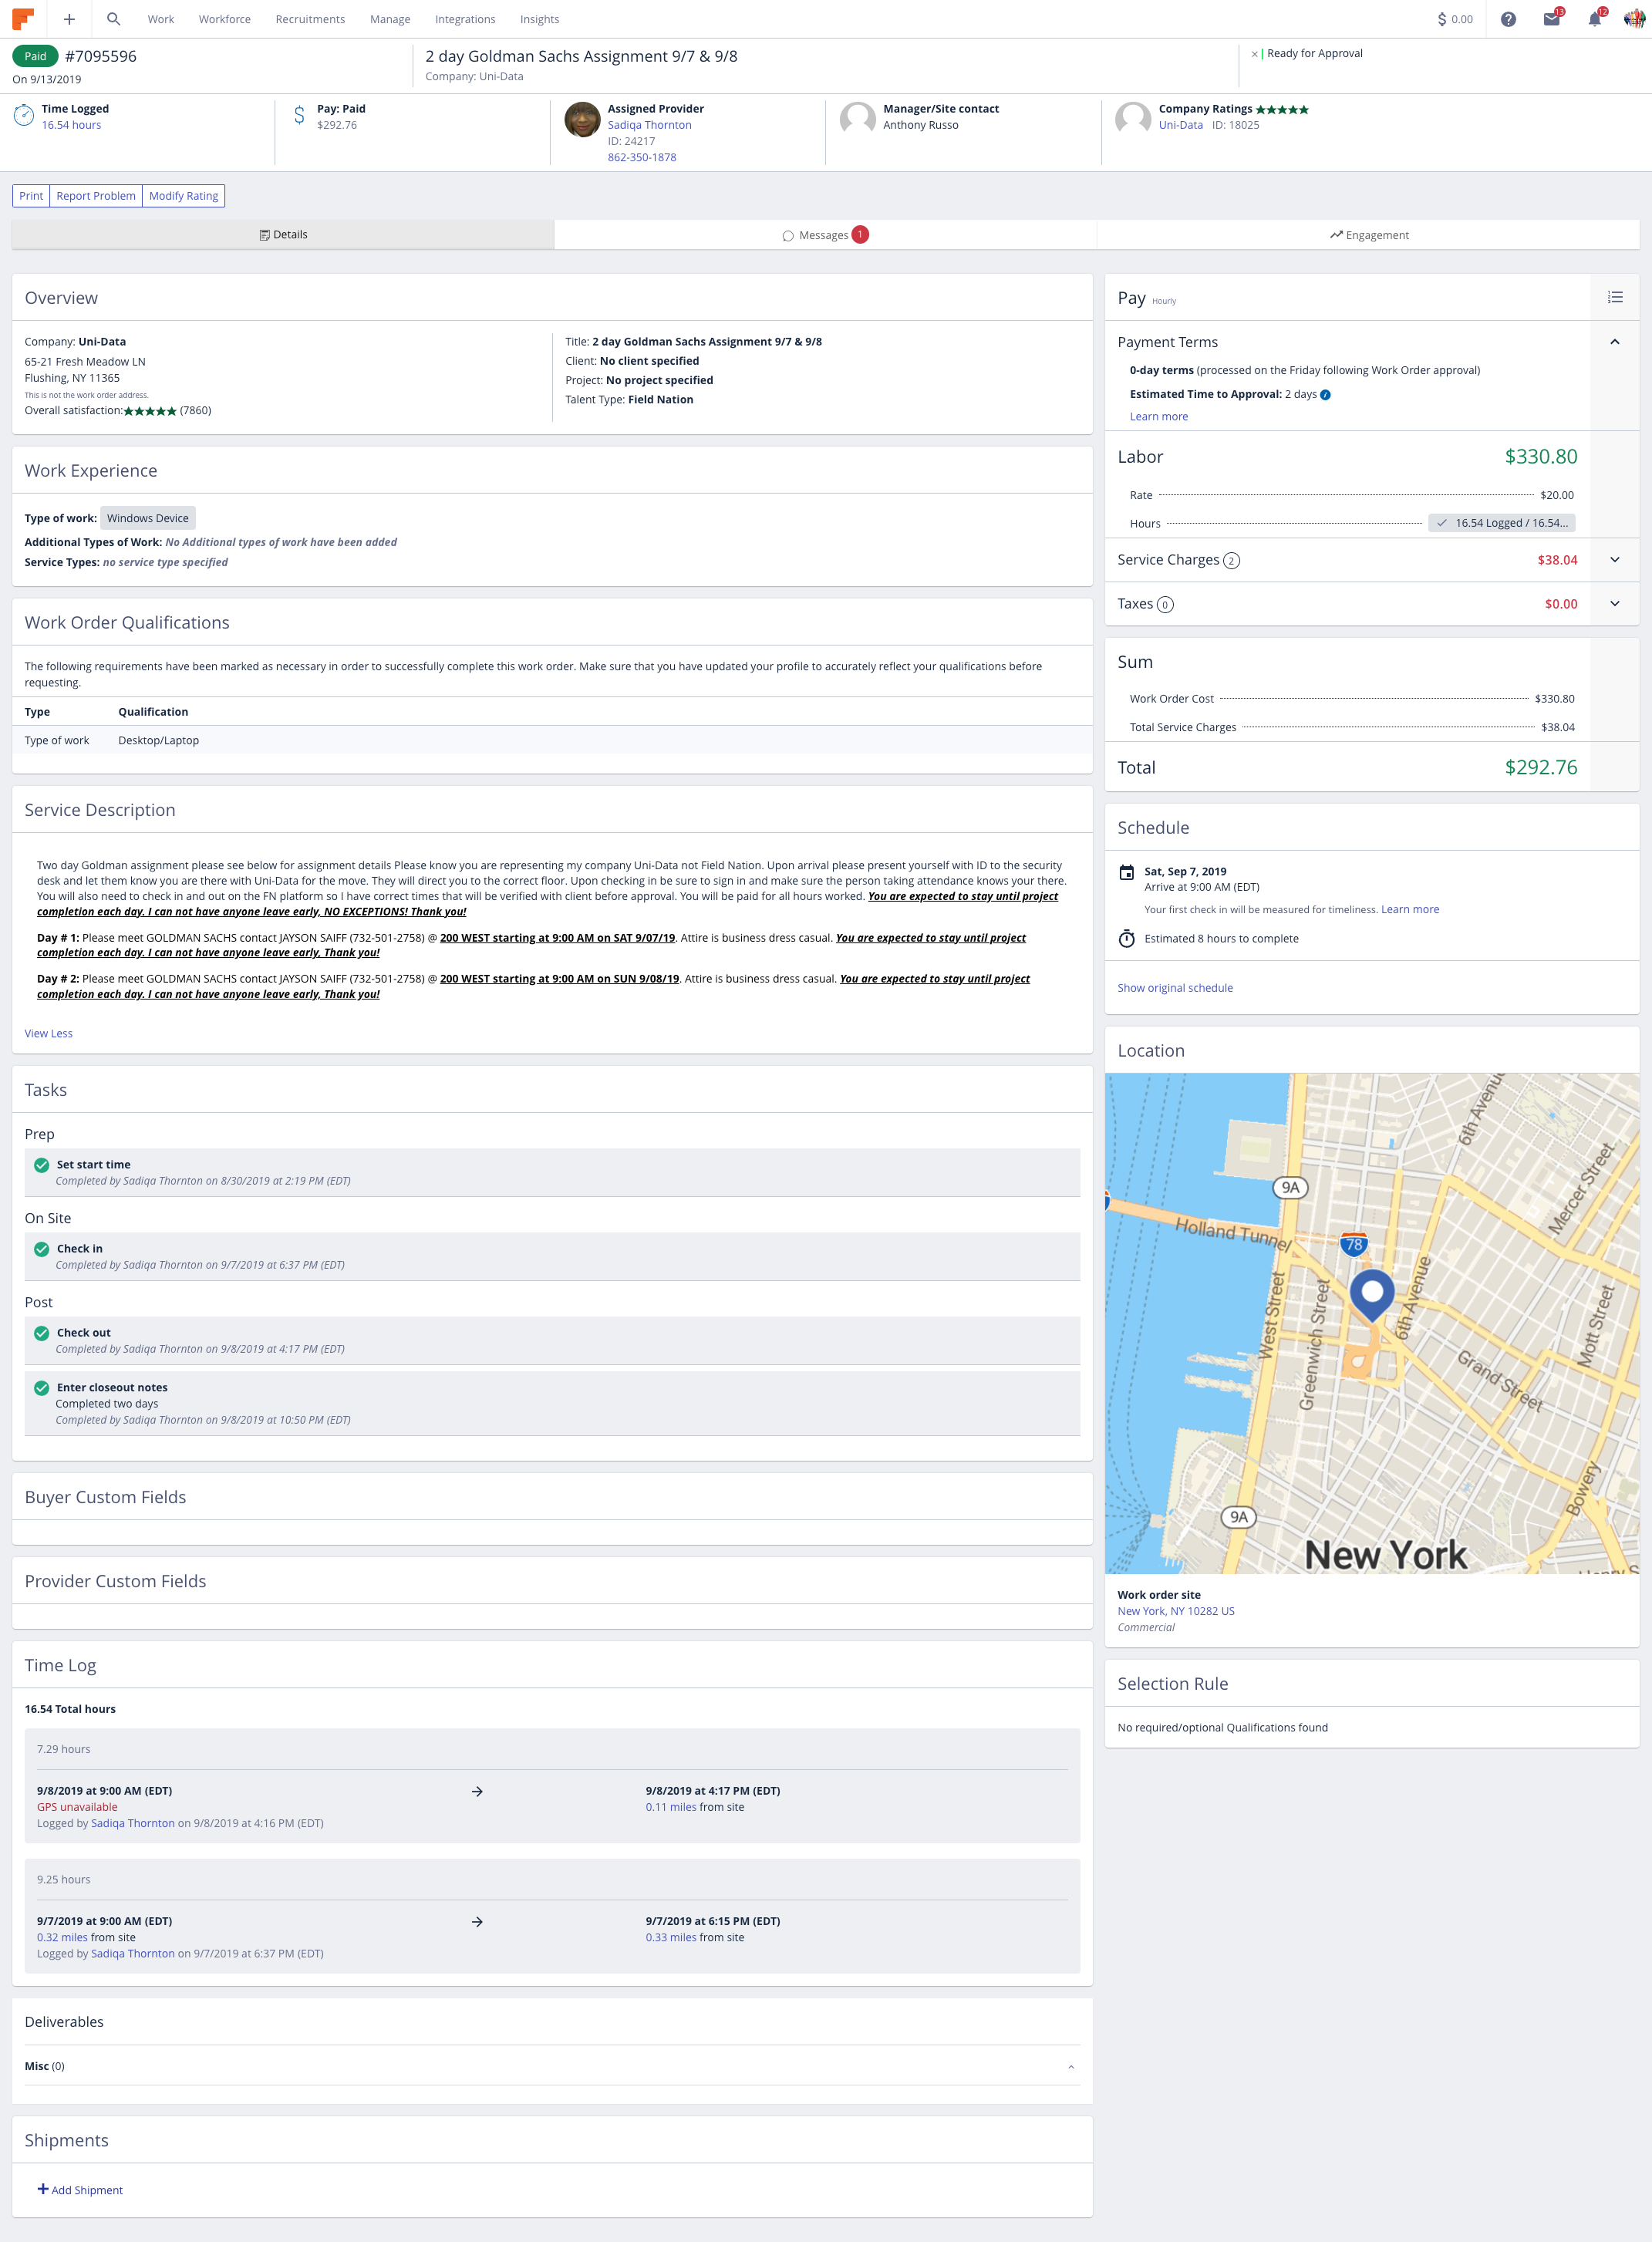 Work Workforce Recruitments Manage Integrations Insights $ 0.00 13 12
Paid #7095596
On 9/13/2019
2 day Goldman Sachs Assignment 9/7 & 9/8
Company: Uni-Data
× Ready for Approval
Time Logged
16.54 hours
Pay: Paid
$292.76
Assigned Provider
Sadiqa Thornton
ID: 24217
862-350-1878
Manager/Site contact
Anthony Russo
Company Ratings ★★★★★
Uni-Data ID: 18025
Print Report Problem Modify Rating
Details Messages 1 Engagement
Overview
Company: Uni-Data
65-21 Fresh Meadow LN
Flushing, NY 11365
This is not the work order address.
Overall satisfaction:★★★★★ (7860)
Title: 2 day Goldman Sachs Assignment 9/7 & 9/8
Client: No client specified
Project: No project specified
Talent Type: Field Nation
Work Experience
Type of work: Windows Device
Additional Types of Work: No Additional types of work have been added
Service Types: no service type specified
Work Order Qualifications
The following requirements have been marked as necessary in order to successfully complete this work order. Make sure that you have updated your profile to accurately reflect your qualifications before
requesting.
Type Qualification
Type of work Desktop/Laptop
Service Description
Two day Goldman assignment please see below for assignment details Please know you are representing my company Uni-Data not Field Nation. Upon arrival please present yourself with ID to the security
desk and let them know you are there with Uni-Data for the move. They will direct you to the correct floor. Upon checking in be sure to sign in and make sure the person taking attendance knows your there.
You will also need to check in and out on the FN platform so I have correct times that will be verified with client before approval. You will be paid for all hours worked. You are expected to stay until project
completion each day. I can not have anyone leave early, NO EXCEPTIONS! Thank you!
Day # 1: Please meet GOLDMAN SACHS contact JAYSON SAIFF (732-501-2758) @ 200 WEST starting at 9:00 AM on SAT 9/07/19. Attire is business dress casual. You are expected to stay until project
completion each day. I can not have anyone leave early, Thank you!
Day # 2: Please meet GOLDMAN SACHS contact JAYSON SAIFF (732-501-2758) @ 200 WEST starting at 9:00 AM on SUN 9/08/19. Attire is business dress casual. You are expected to stay until project
completion each day. I can not have anyone leave early, Thank you!
View Less
Tasks
Prep
Set start time
Completed by Sadiqa Thornton on 8/30/2019 at 2:19 PM (EDT)
On Site
Check in
Completed by Sadiqa Thornton on 9/7/2019 at 6:37 PM (EDT)
Post
Check out
Completed by Sadiqa Thornton on 9/8/2019 at 4:17 PM (EDT)
Enter closeout notes
Completed two days
Completed by Sadiqa Thornton on 9/8/2019 at 10:50 PM (EDT)
Buyer Custom Fields
Provider Custom Fields
Time Log
16.54 Total hours
7.29 hours
9/8/2019 at 9:00 AM (EDT) → 9/8/2019 at 4:17 PM (EDT)
GPS unavailable 0.11 miles from site
Logged by Sadiqa Thornton on 9/8/2019 at 4:16 PM (EDT)
9.25 hours
9/7/2019 at 9:00 AM (EDT) → 9/7/2019 at 6:15 PM (EDT)
0.32 miles from site 0.33 miles from site
Logged by Sadiqa Thornton on 9/7/2019 at 6:37 PM (EDT)
Deliverables
Misc (0)
Shipments
Add Shipment
Pay Hourly
Payment Terms
0-day terms (processed on the Friday following Work Order approval)
Estimated Time to Approval: 2 days
Learn more
Labor $330.80
Rate $20.00
Hours 16.54 Logged / 16.54...
Service Charges 2 $38.04
Taxes 0 $0.00
Sum
Work Order Cost $330.80
Total Service Charges $38.04
Total $292.76
Schedule
Sat, Sep 7, 2019
Arrive at 9:00 AM (EDT)
Your first check in will be measured for timeliness. Learn more
Estimated 8 hours to complete
Show original schedule
Location
6th Avenue
9A
Mercer Street
Holland Tunnel
78
6th Avenue
West Street
Greenwich Street
Mott Street
Grand Street
Bowery
9A
New York
Work order site
New York, NY 10282 US
Commercial
Selection Rule
No required/optional Qualifications found